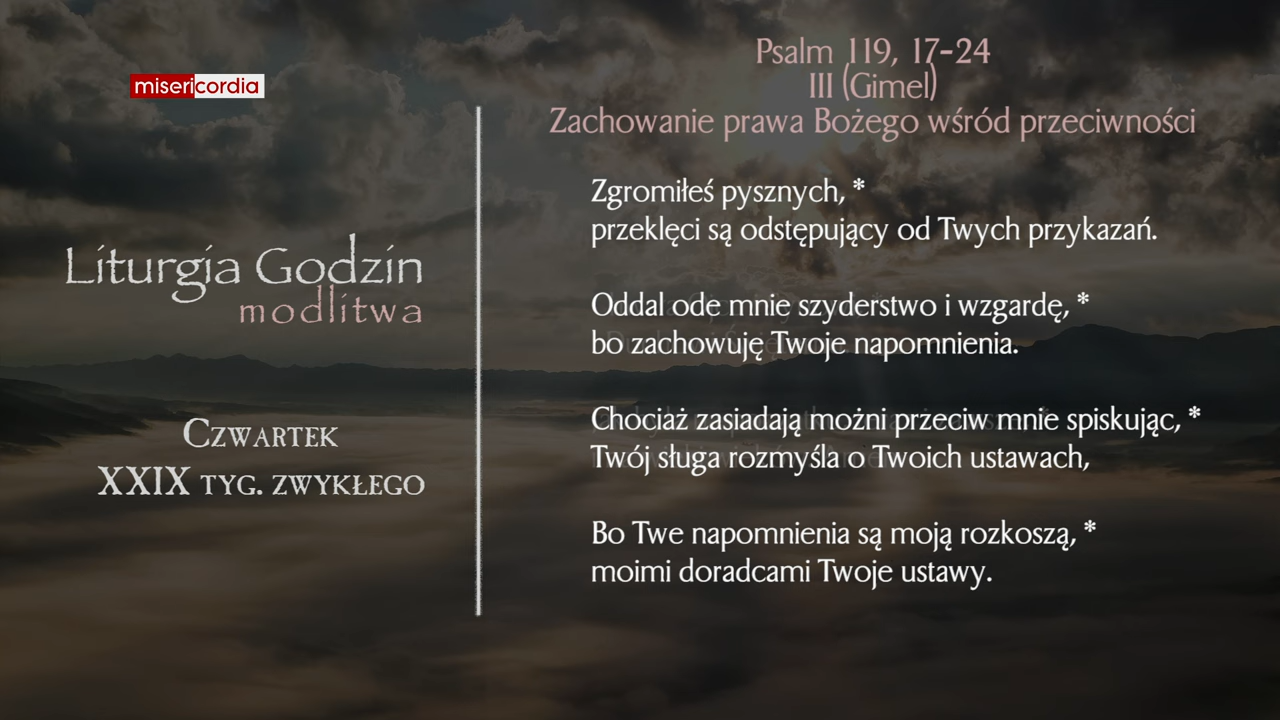 misericordia
Liturgia Godzin
modlitwa
Czwartek
XXIX tyg. zwykłego
Psalm 119, 17-24
III (Gimel)
Zachowanie prawa Bożego wśród przeciwności
Zgromiłeś pysznych, *
przeklęci są odstępujący od Twych przykazań.
Oddal ode mnie szyderstwo i wzgardę, *
bo zachowuję Twoje napomnienia.
Chociaż zasiadają możni przeciw mnie spiskując, *
Twój sługa rozmyśla o Twoich ustawach,
Bo Twe napomnienia są moją rozkoszą, *
moimi doradcami Twoje ustawy.